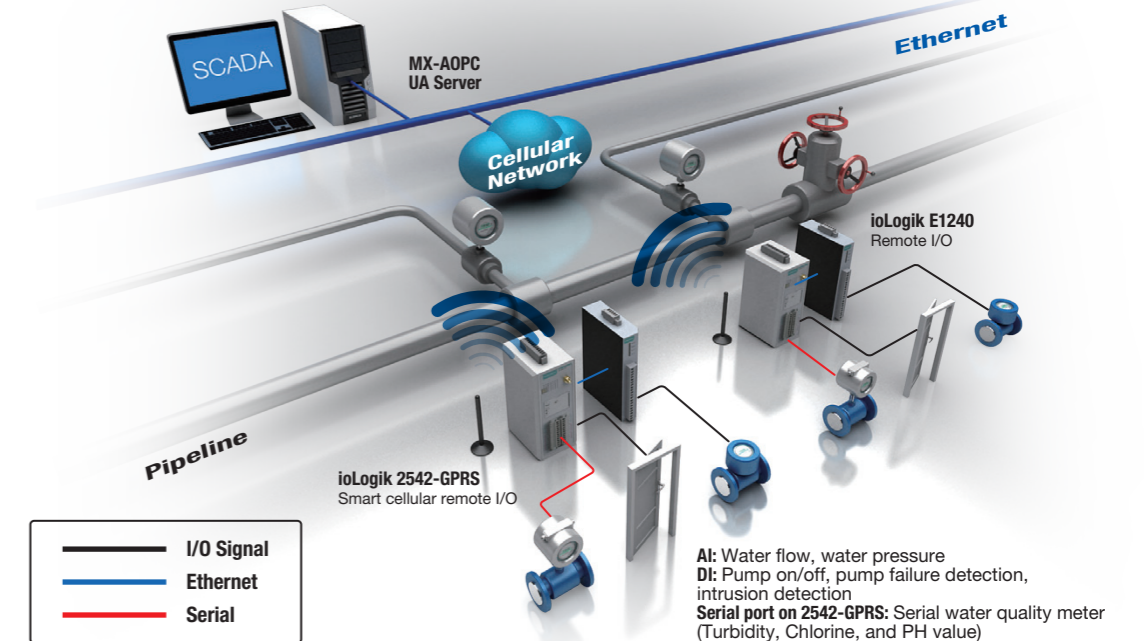 SCADA
MX-AOPC
UA Server
Ethernet
Cellular
Network
ioLogik E1240
Remote I/O
Pipeline
ioLogik 2542-GPRS
Smart cellular remote I/O
I/O Signal
Ethernet
Serial
AI: Water flow, water pressure
DI: Pump on/off, pump failure detection,
intrusion detection
Serial port on 2542-GPRS: Serial water quality meter
(Turbidity, Chlorine, and PH value)